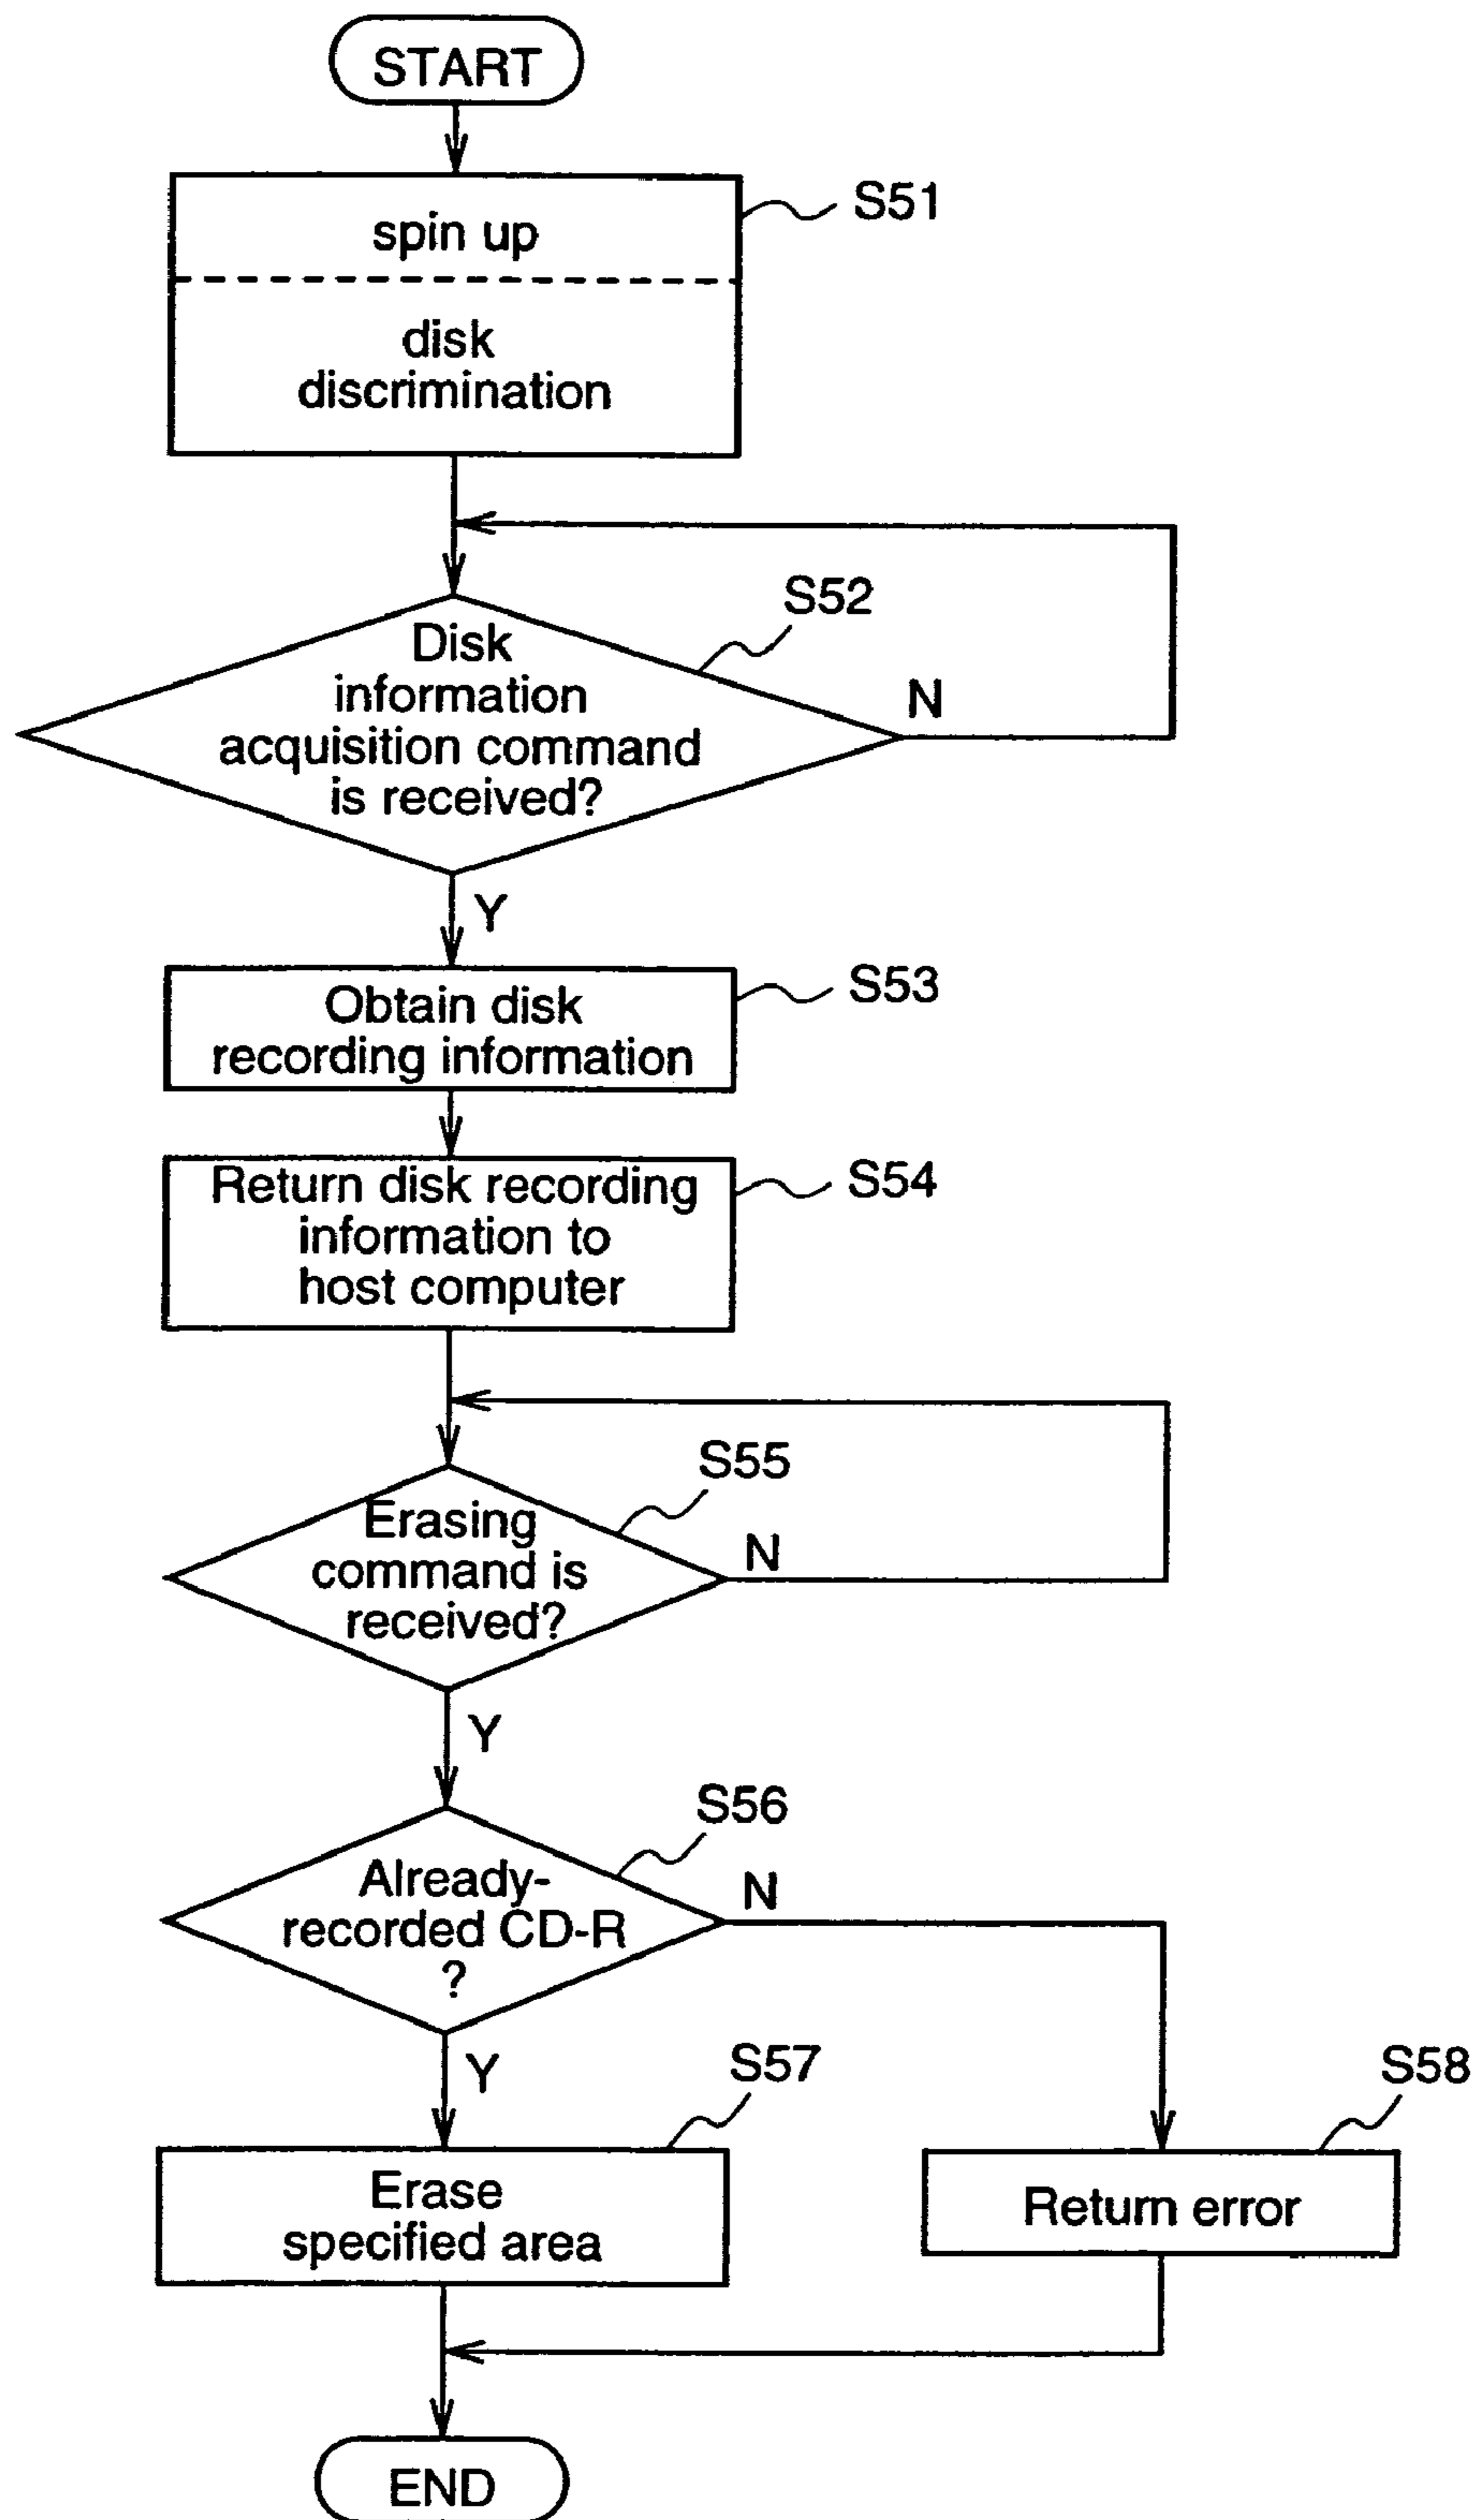 START
S51
spin up
disk
discrimination
S52
Disk
information
acquisition command
is received?
N
Y
S53
Obtain disk
recording information
S54
Return disk recording
information to
host computer
S55
Erasing
command is
received?
N
Y
S56
Already-
recorded CD-R
?
N
Y
S57
S58
Erase
specified area
Return error
END